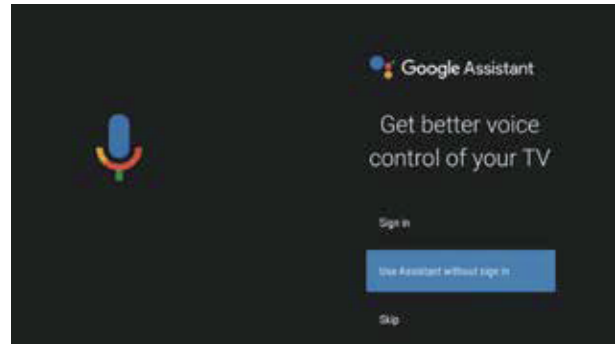 Google Assistant
Get better voice
control of your TV
Sign in
Use Assistant without sign in
Skip